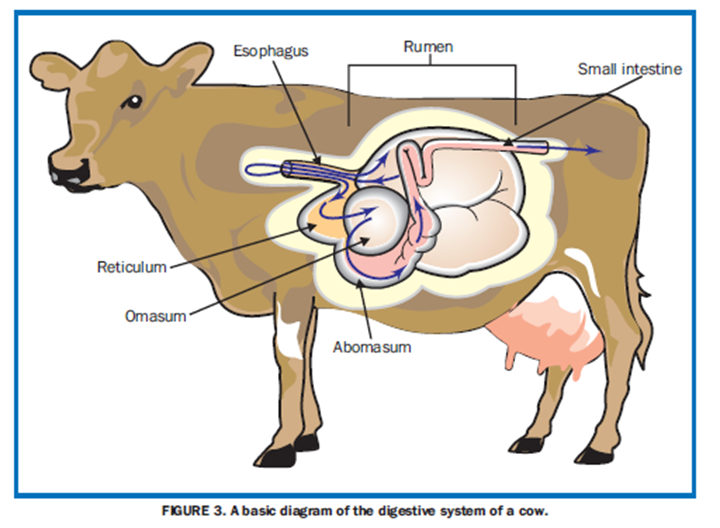 Esophagus
Rumen
Small intestine
Reticulum
Omasum
Abomasum
FIGURE 3. A basic diagram of the digestive system of a cow.